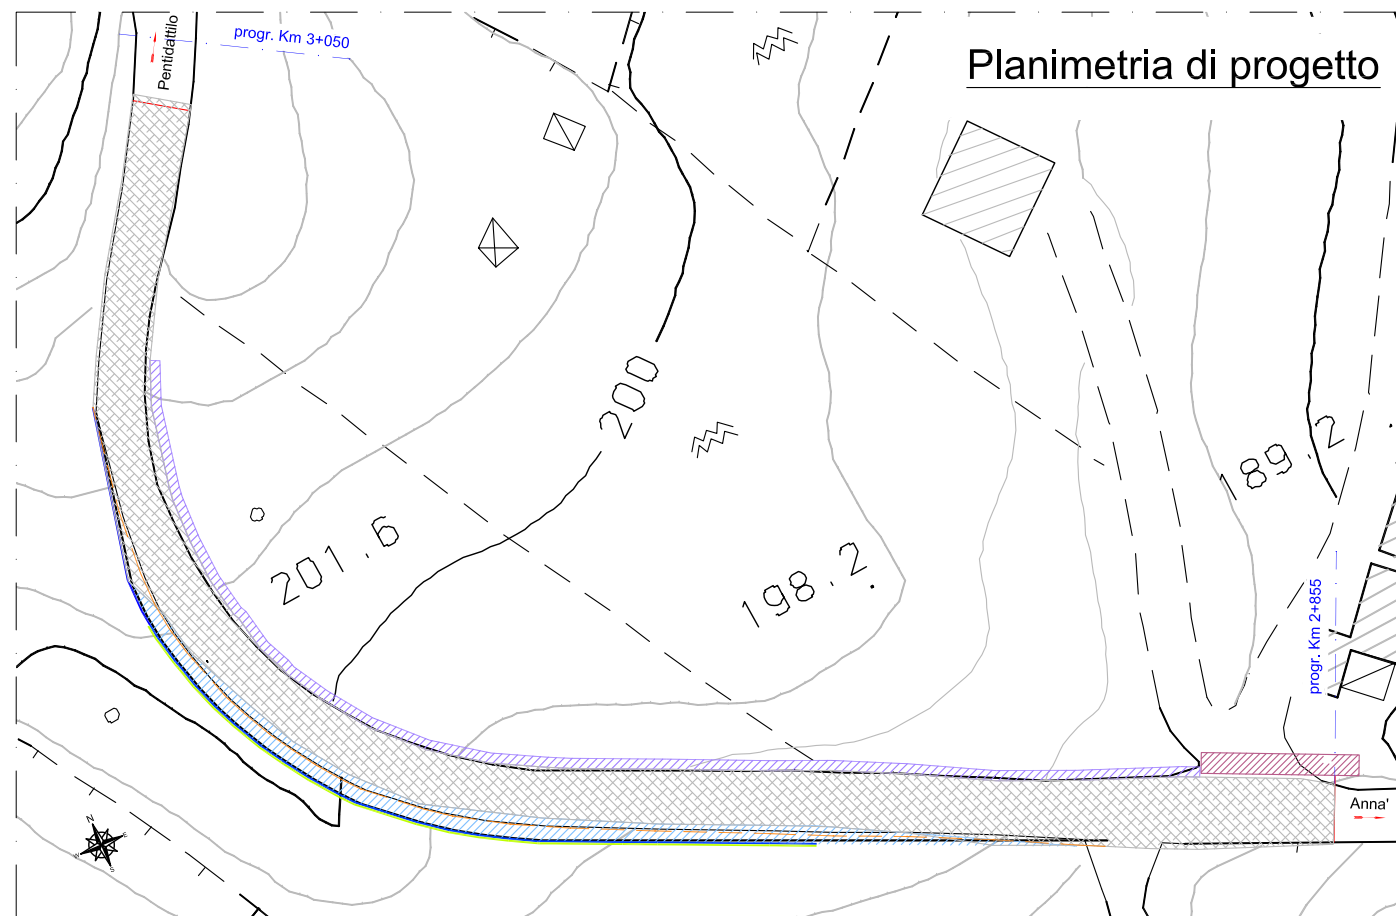 Planimetria di progetto
progr. Km 3+050
Pentidattilo
200
189.2
201.6
198.2.
progr. Km 2+855
Anna'
N
E
S